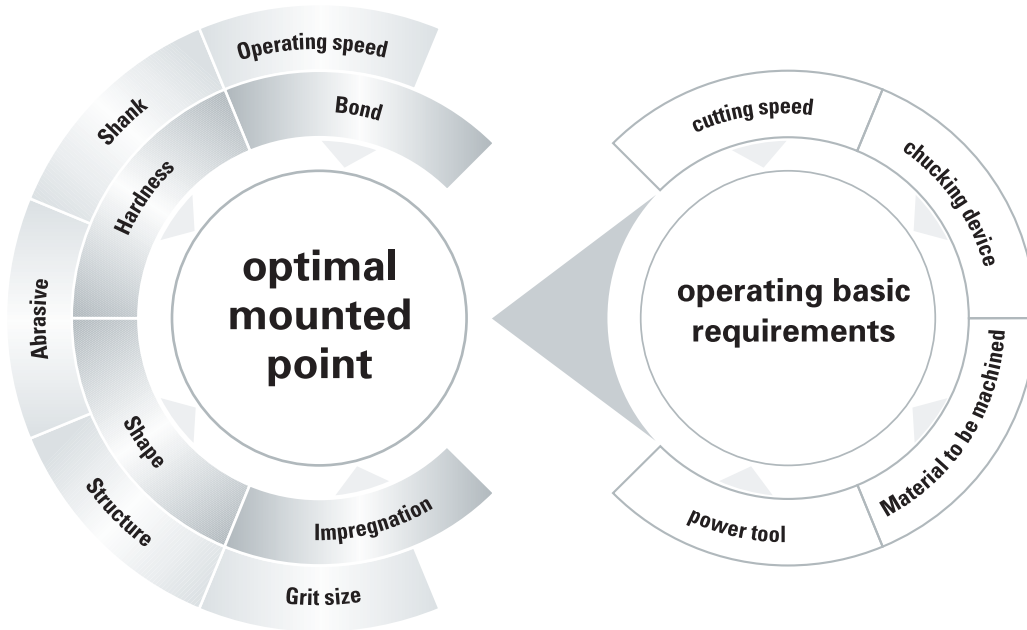 Operating speed
Shank
Bond
Hardness
Abrasive
optimal
mounted
point
Shape
Structure
Impregnation
Grit size
cutting speed
chucking device
operating basic
requirements
Material to be machined
power tool